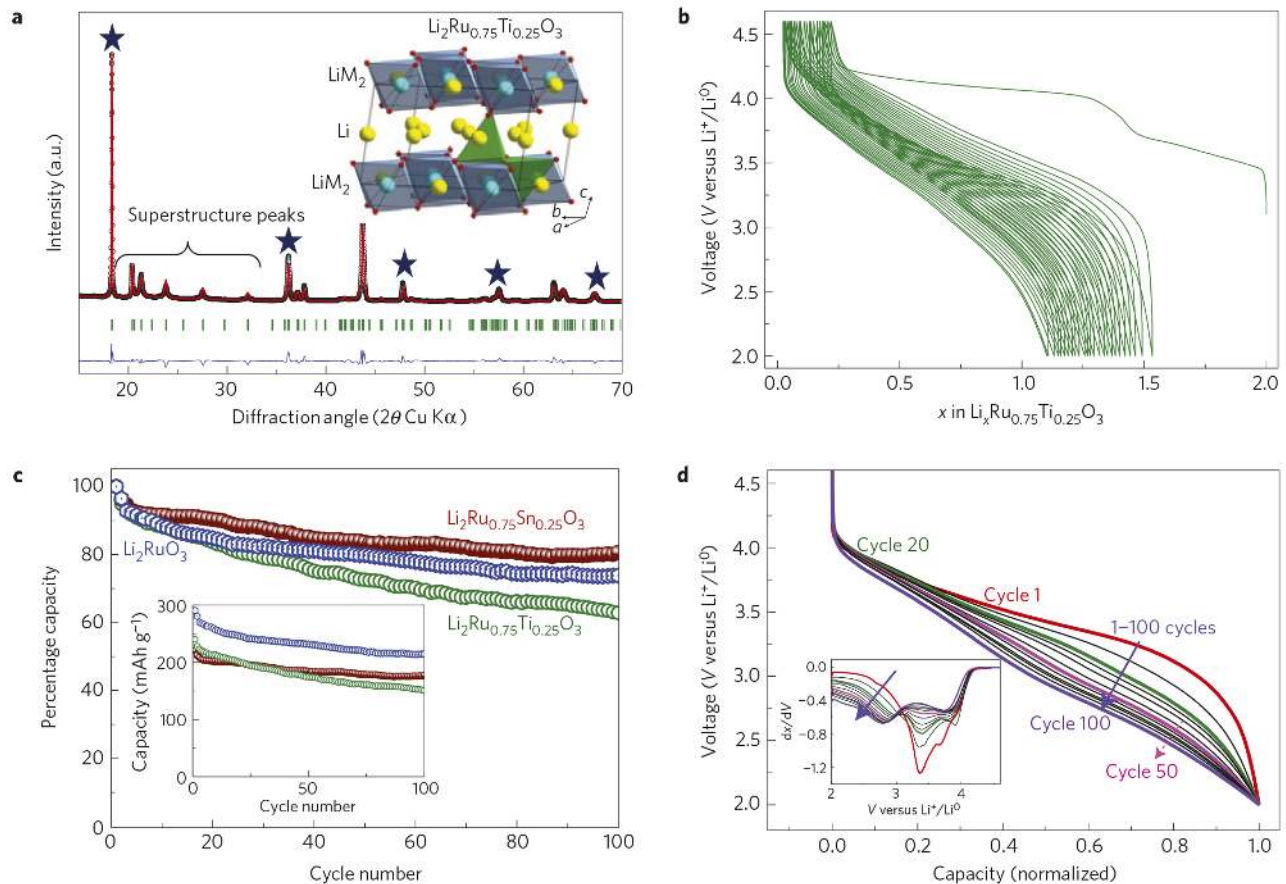 a
Li₂Ru₀.₇₅Ti₀.₂₅O₃
LiM₂
Li
LiM₂
c
b
a
Superstructure peaks
Intensity (a.u.)
20 30 40 50 60 70
Diffraction angle (2θ Cu Kα)
b
4.5
4.0
3.5
3.0
2.5
2.0
Voltage (V versus Li⁺/Li⁰)
0.0 0.5 1.0 1.5 2.0
x in LiₓRu₀.₇₅Ti₀.₂₅O₃
c
100
80
60
40
20
0
Percentage capacity
Li₂Ru₀.₇₅Sn₀.₂₅O₃
Li₂RuO₃
Li₂Ru₀.₇₅Ti₀.₂₅O₃
300
200
100
0
Capacity (mAh g⁻¹)
0 50 100
Cycle number
0 20 40 60 80 100
Cycle number
d
4.5
4.0
3.5
3.0
2.5
2.0
Voltage (V versus Li⁺/Li⁰)
Cycle 20
Cycle 1
1–100 cycles
Cycle 100
Cycle 50
0.0
−0.4
−0.8
−1.2
dx/dV
2 3 4
V versus Li⁺/Li⁰
0.0 0.2 0.4 0.6 0.8 1.0
Capacity (normalized)